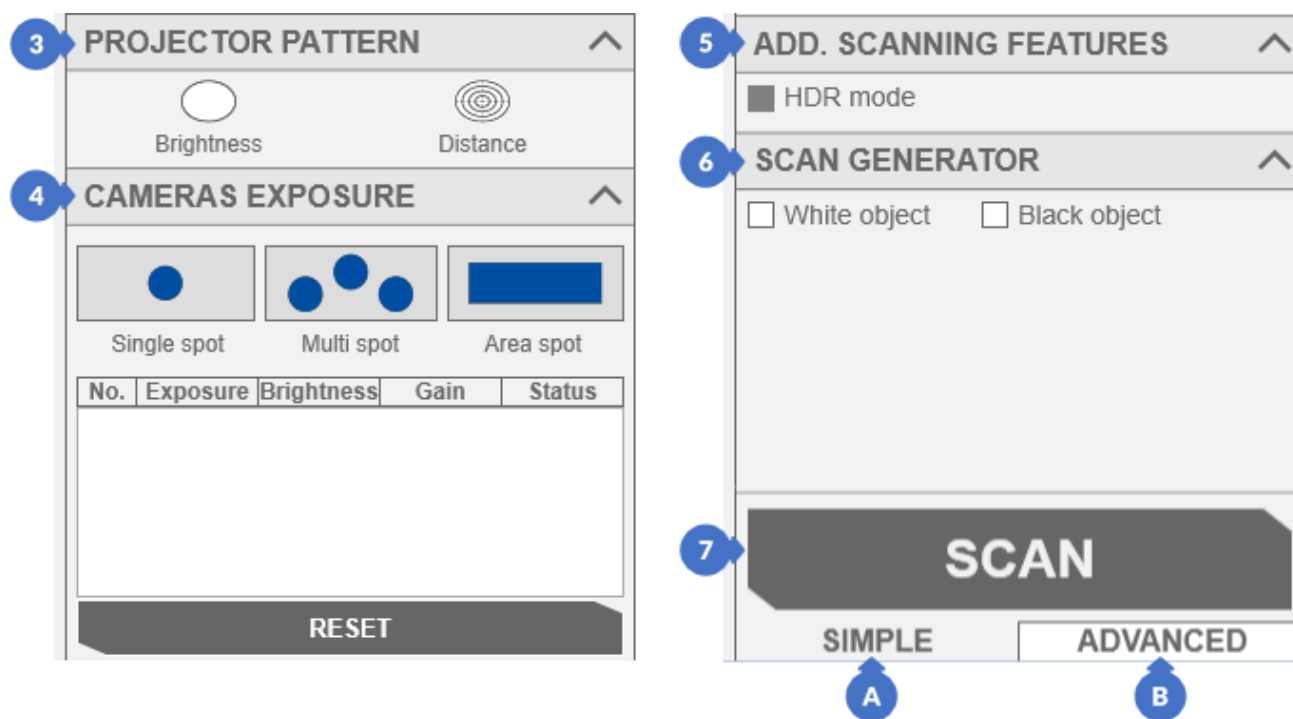 3 PROJECTOR PATTERN
Brightness Distance
4 CAMERAS EXPOSURE
Single spot Multi spot Area spot
No. Exposure Brightness Gain Status
RESET
5 ADD. SCANNING FEATURES
HDR mode
6 SCAN GENERATOR
White object Black object
7 SCAN
SIMPLE ADVANCED
A B